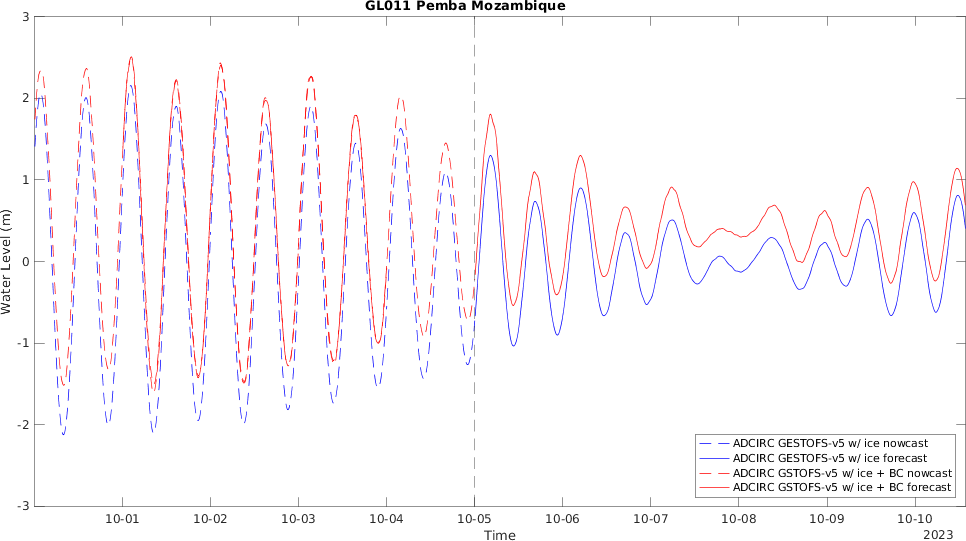 GL011 Pemba Mozambique
3
2
1
0
-1
-2
-3
Water Level (m)
ADCIRC GESTOFS-v5 w/ ice nowcast
ADCIRC GESTOFS-v5 w/ ice forecast
ADCIRC GSTOFS-v5 w/ ice + BC nowcast
ADCIRC GSTOFS-v5 w/ ice + BC forecast
10-01 10-02 10-03 10-04 10-05 10-06 10-07 10-08 10-09 10-10
Time 2023